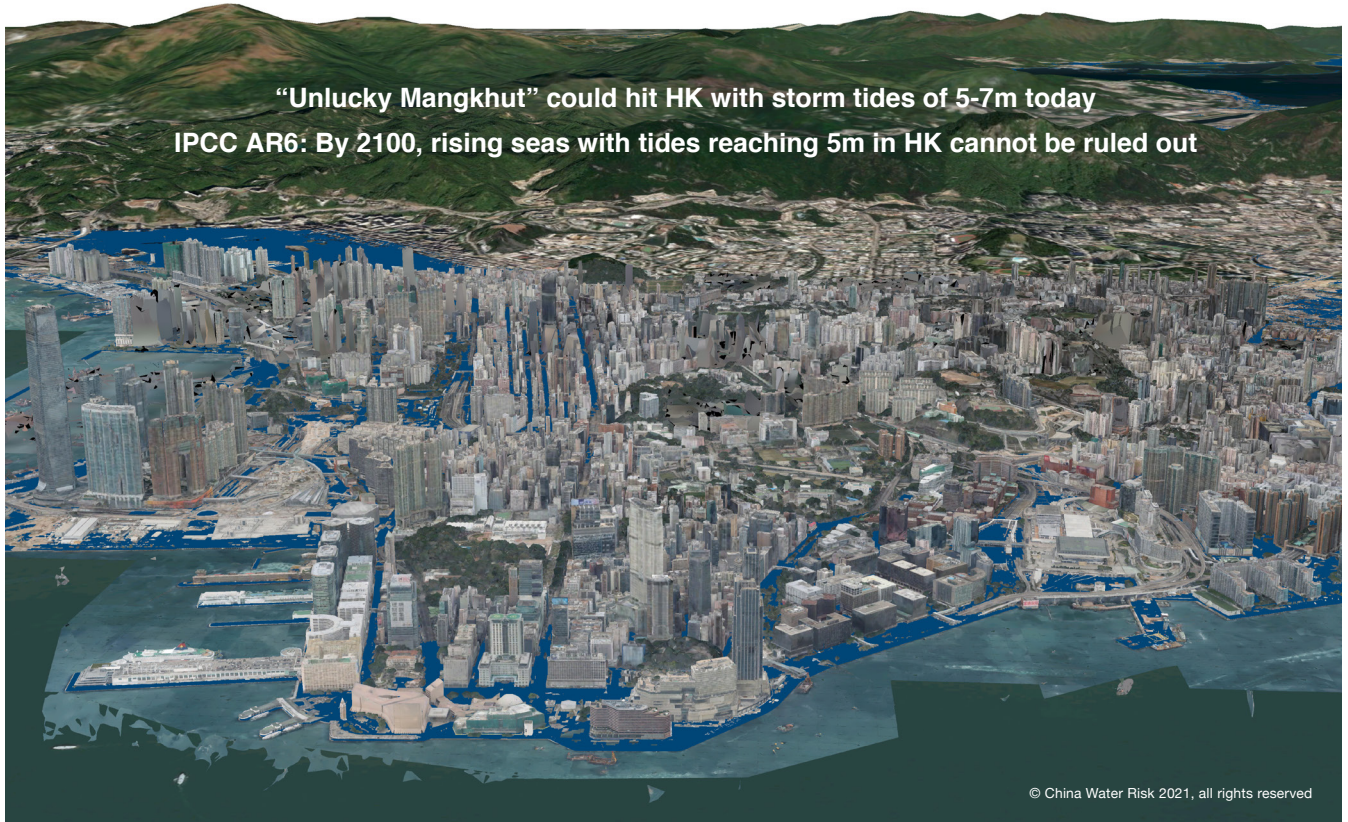 “Unlucky Mangkhut” could hit HK with storm tides of 5-7m today
IPCC AR6: By 2100, rising seas with tides reaching 5m in HK cannot be ruled out
© China Water Risk 2021, all rights reserved